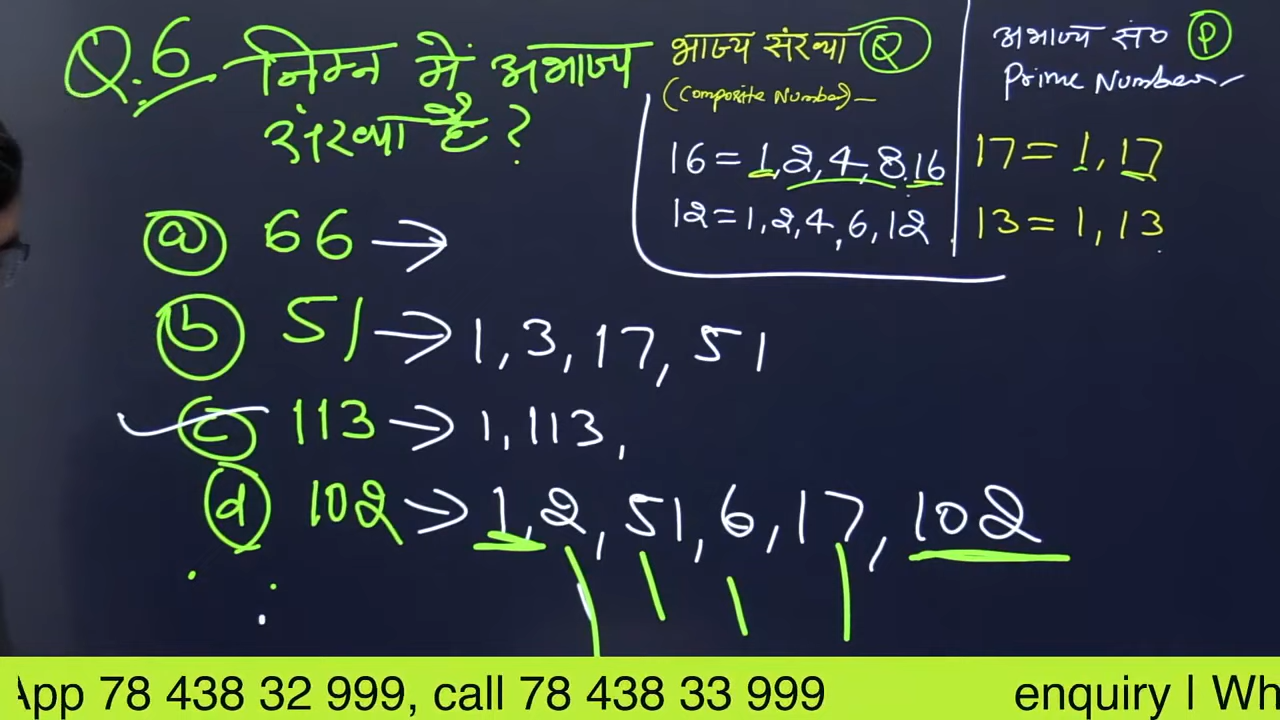 Q.6 निम्न में अभाज्य
संख्या है ?
भाज्य संख्या Q
(Composite Number)
16 = 1, 2, 4, 8, 16
12 = 1, 2, 4, 6, 12
अभाज्य सं० P
Prime Number
17 = 1, 17
13 = 1, 13
a 66 →
b 51 → 1, 3, 17, 51
c 113 → 1, 113,
d 102 → 1, 2, 51, 6, 17, 102
App 78 438 32 999, call 78 438 33 999 enquiry I Wh